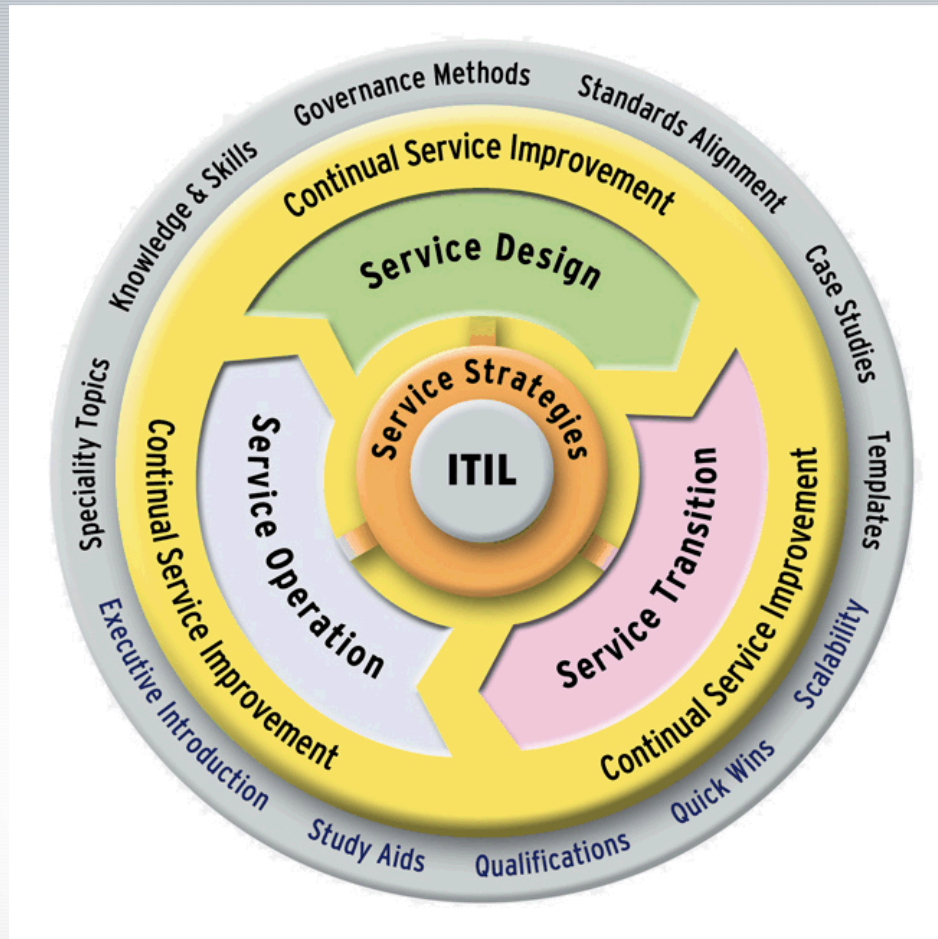 Governance Methods
Standards Alignment
Knowledge & Skills
Case Studies
Speciality Topics
Templates
Executive Introduction
Scalability
Study Aids
Qualifications
Quick Wins
Continual Service Improvement
Continual Service Improvement
Continual Service Improvement
Service Design
Service Transition
Service Operation
Service Strategies
ITIL